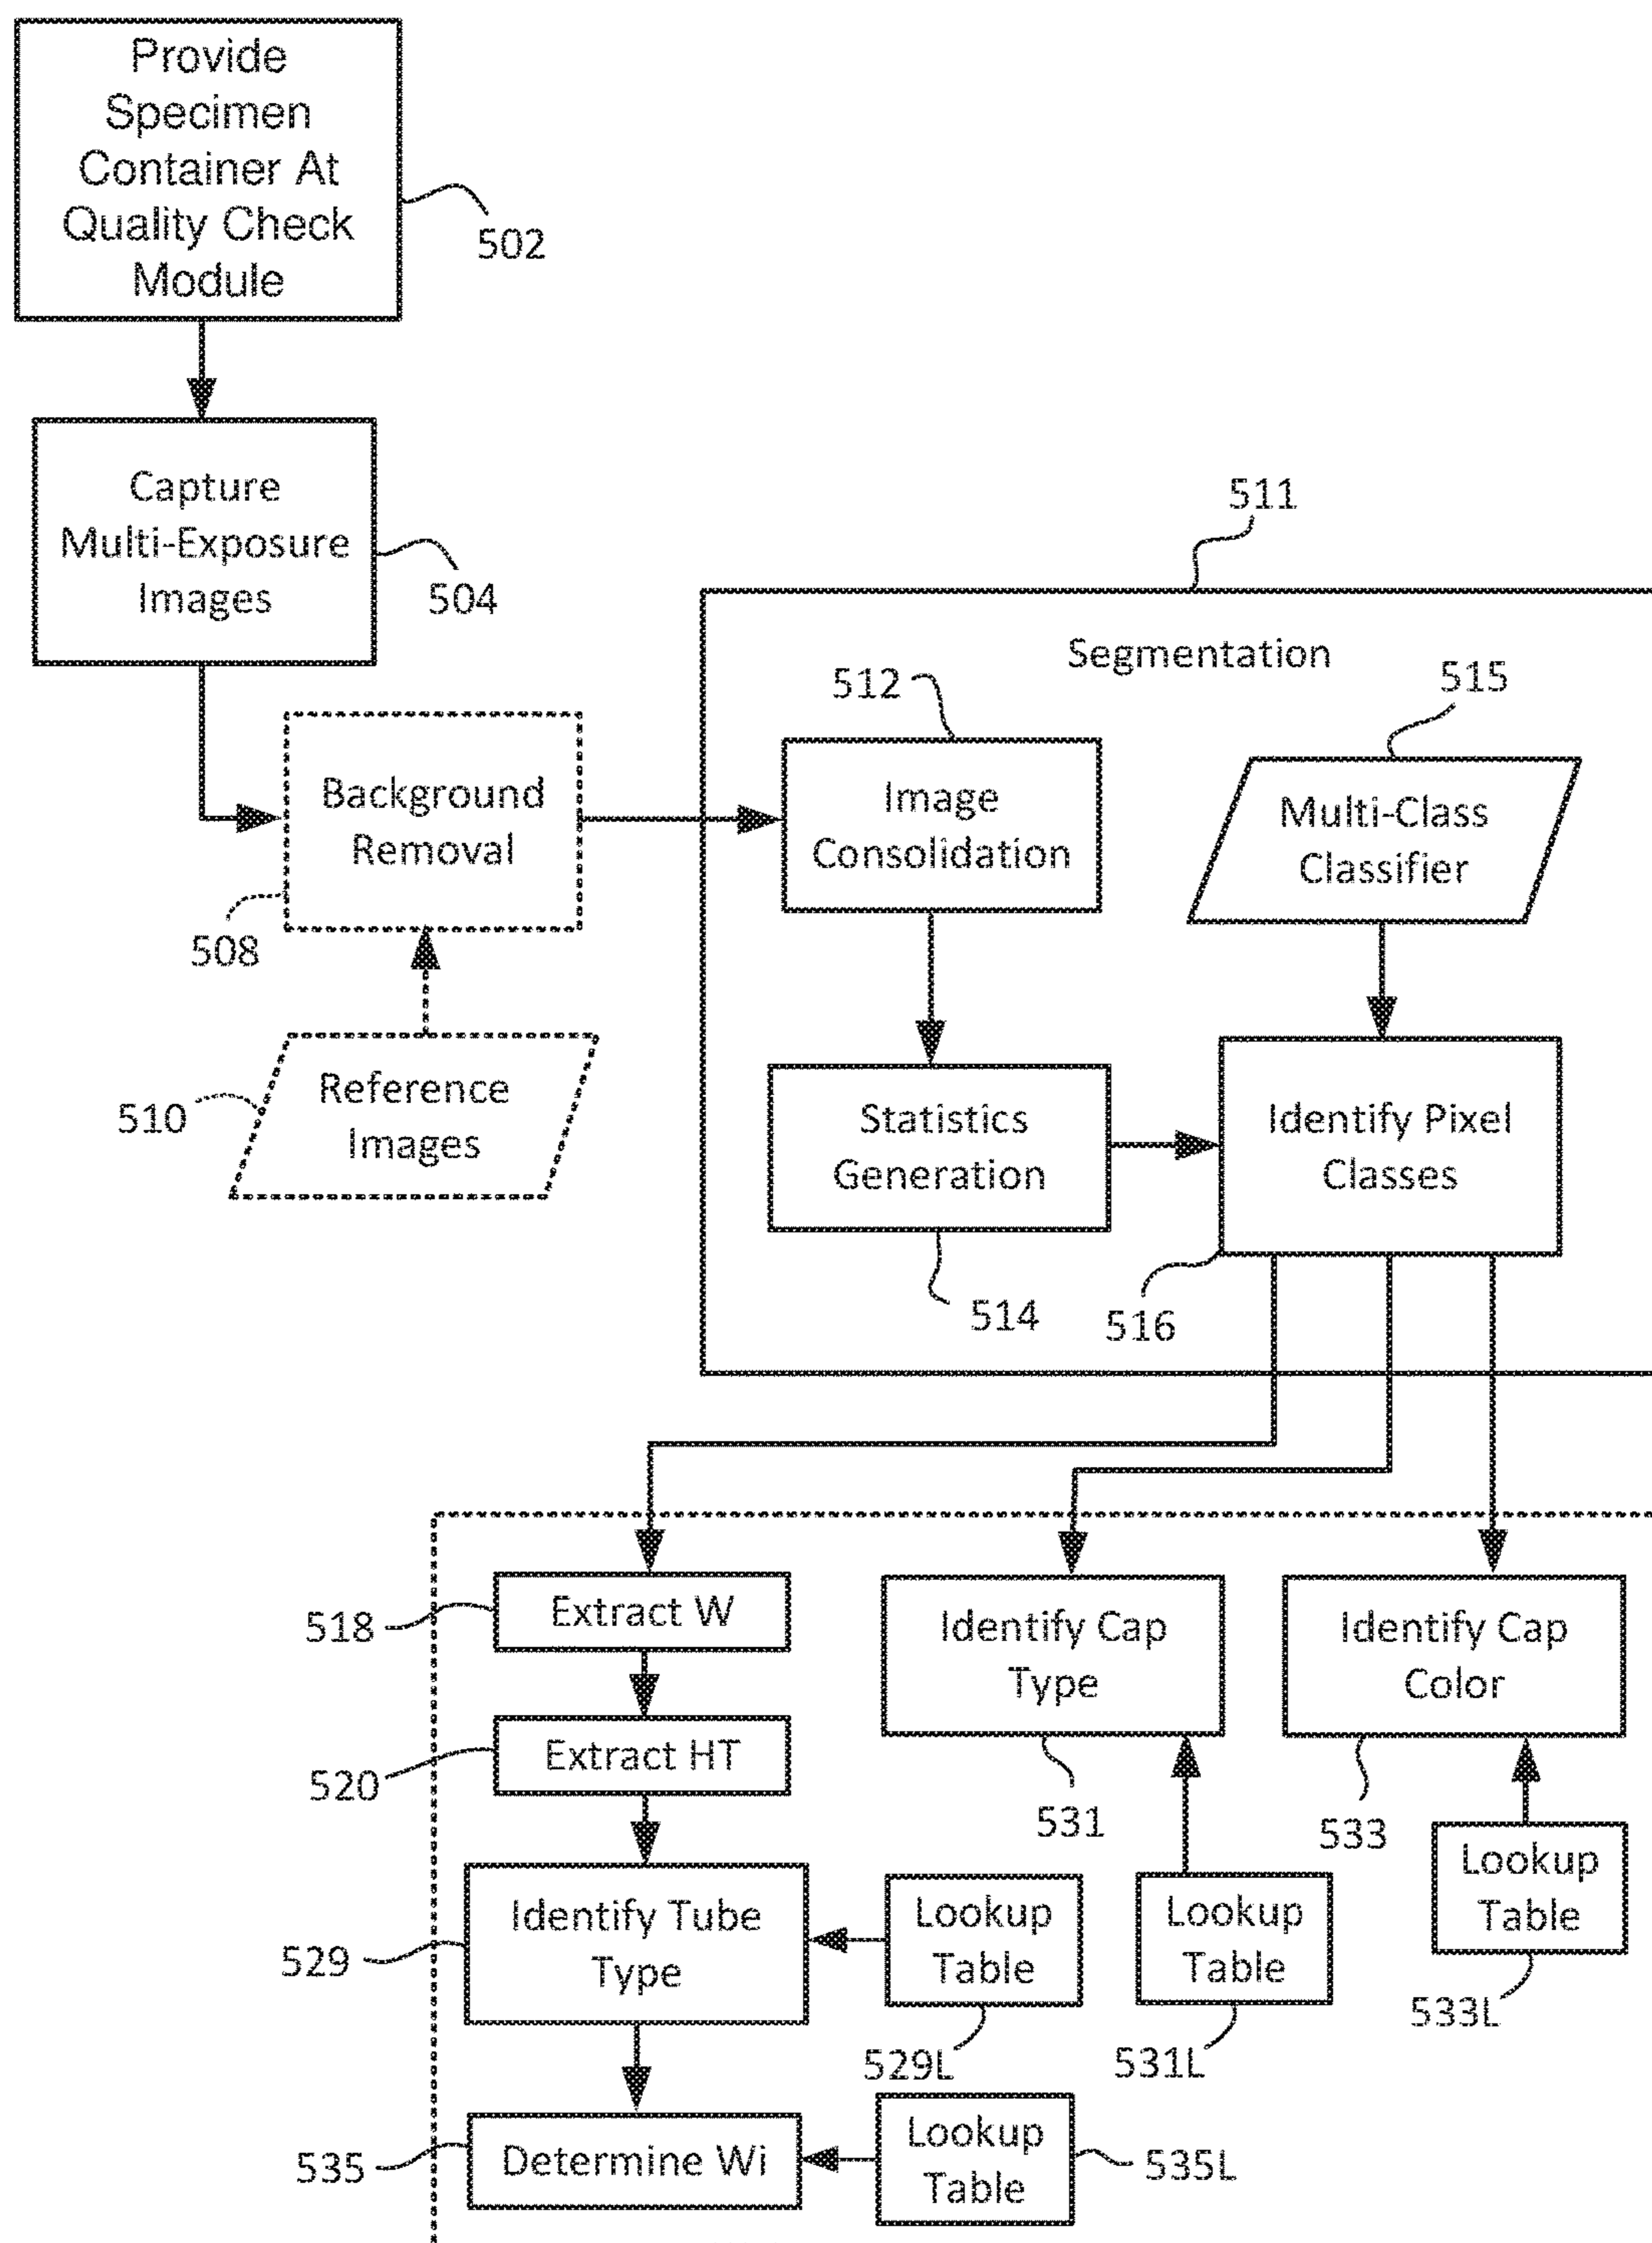 Provide
Specimen
Container At
Quality Check
Module
502
Capture
Multi-Exposure
Images
504
511
Segmentation
512
515
Background
Removal
508
Image
Consolidation
Multi-Class
Classifier
510
Reference
Images
Statistics
Generation
Identify Pixel
Classes
514
516
518
Extract W
Identify Cap
Type
Identify Cap
Color
520
Extract HT
531
533
529
Identify Tube
Type
Lookup
Table
Lookup
Table
Lookup
Table
529L
531L
533L
535
Determine Wi
Lookup
Table
535L